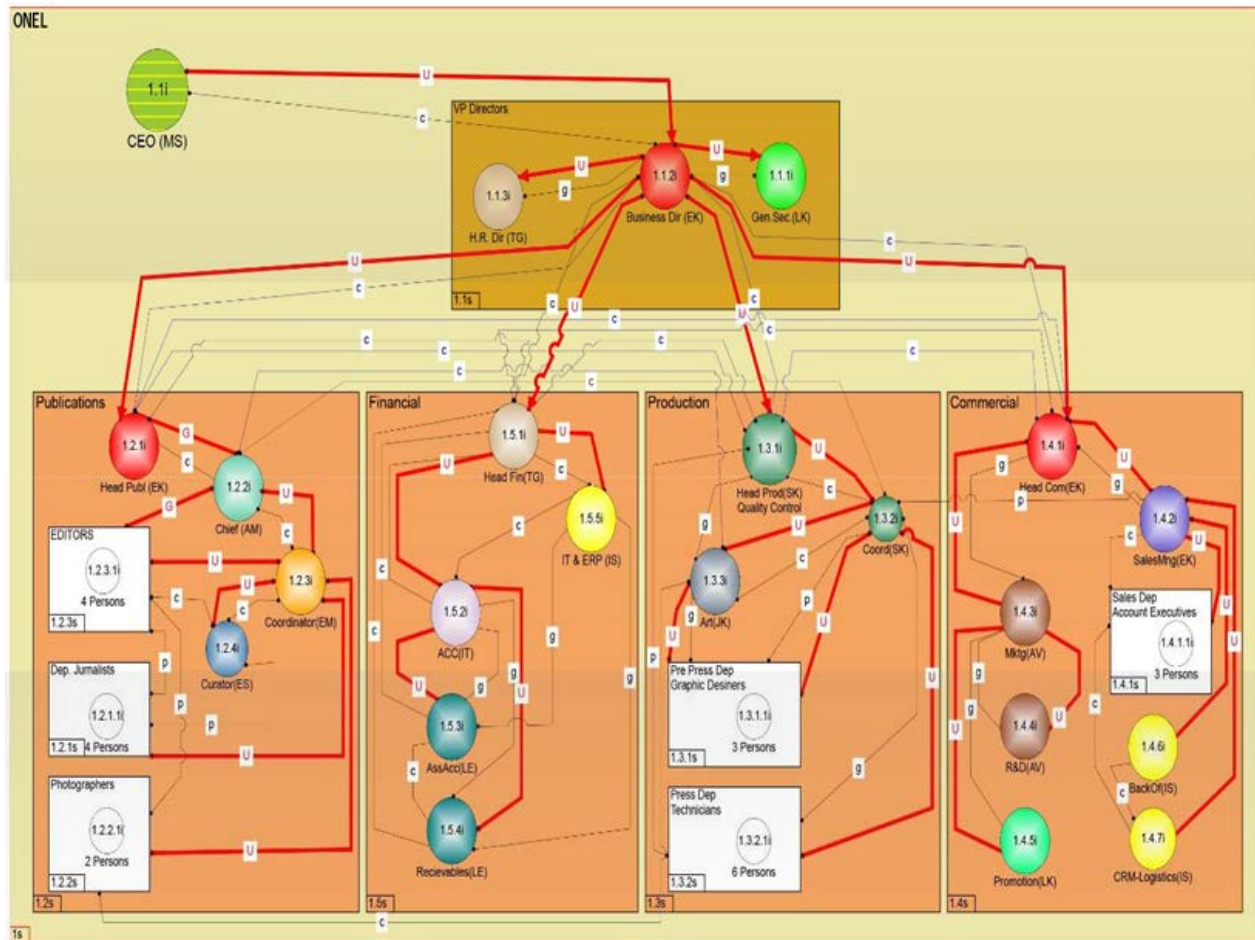 ONEL
1.1i
CEO (MS)
U
c
VP Directors
1.1.3i
H.R. Dir (TG)
U
g
1.1.2i
Business Dir (EK)
U
g
1.1.1i
Gen.Sec.(LK)
1.1s
c
U
U
c
c
U
c
U
c
c
c
c
c
c
c
c
Publications
1.2.1i
Head Publ (EK)
G
c
1.2.2i
Chief (AM)
G
U
c
EDITORS
1.2.3.1i
4 Persons
1.2.3s
U
1.2.3i
Coordinator(EM)
U
c
c
1.2.4i
Curator(ES)
Dep. Jurnalists
1.2.1.1i
4 Persons
1.2.1s
p
p
p
U
Photographers
1.2.2.1i
2 Persons
1.2.2s
U
1.2s
Financial
1.5.1i
Head Fin(TG)
U
U
c
1.5.5i
IT & ERP (IS)
c
c
c
1.5.2i
ACC(IT)
U
g
g
U
g
g
1.5.3i
AssAcc(LE)
c
1.5.4i
Recievables(LE)
1.5s
c
Production
1.3.1i
Head Prod(SK)
Quality Control
U
c
1.3.2i
Coord(SK)
g
U
c
1.3.3i
Art(JK)
p
U
g
U
p
U
Pre Press Dep
Graphic Desiners
1.3.1.1i
3 Persons
1.3.1s
g
Press Dep
Technicians
1.3.2.1i
6 Persons
1.3.2s
1.3s
Commercial
1.4.1i
Head Com(EK)
g
U
g
p
1.4.2i
SalesMng(EK)
U
c
U
U
Sales Dep
Account Executives
1.4.1.1i
3 Persons
1.4.1s
1.4.3i
Mktg(AV)
g
g
U
U
c
1.4.4i
R&D(AV)
1.4.6i
BackOf(IS)
c
1.4.5i
Promotion(LK)
1.4.7i
CRM-Logistics(IS)
1.4s
1s